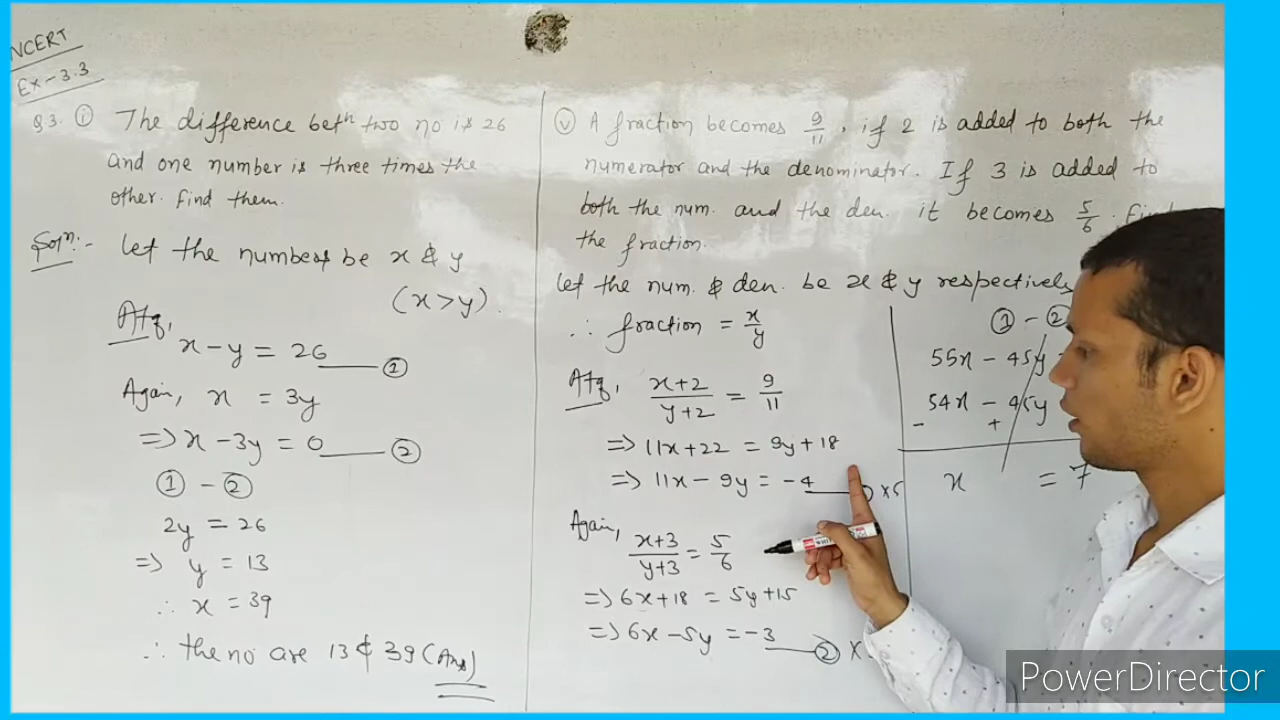 NCERT
Ex-3.3
Q3. (i) The difference betn two no is 26
and one number is three times the
other. Find them.
Soln:- let the numbers be x & y
(x>y).
Atq,
x-y = 26 ——— (1)
Again, x = 3y
=> x-3y = 0 ——— (2)
(1) - (2)
2y = 26
=> y = 13
∴ x = 39
∴ the no are 13 & 39 (Ans)
(v) A fraction becomes 9/11, if 2 is added to both the
numerator and the denominator. If 3 is added to
both the num. and the den. it becomes 5/6. Find
the fraction.
let the num. & den. be x & y respectively
∴ fraction = x/y
Atq, x+2/y+2 = 9/11
=> 11x+22 = 9y+18
=> 11x-9y = -4 ———
Again,
x+3/y+3 = 5/6
=> 6x+18 = 5y+15
=> 6x-5y = -3 ——— (2) X
(1) - (2)
55x - 45y
54x - 45y
- +
x = 7
WHITE
PowerDirector